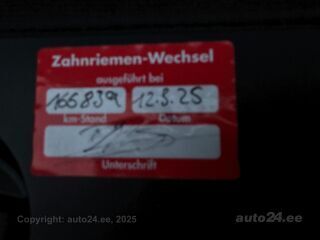 Zahnriemen-Wechsel
ausgeführt bei
166839 12.3.25
km-Stand Datum
Unterschrift
Copyright: auto24.ee, 2025 auto24.ee